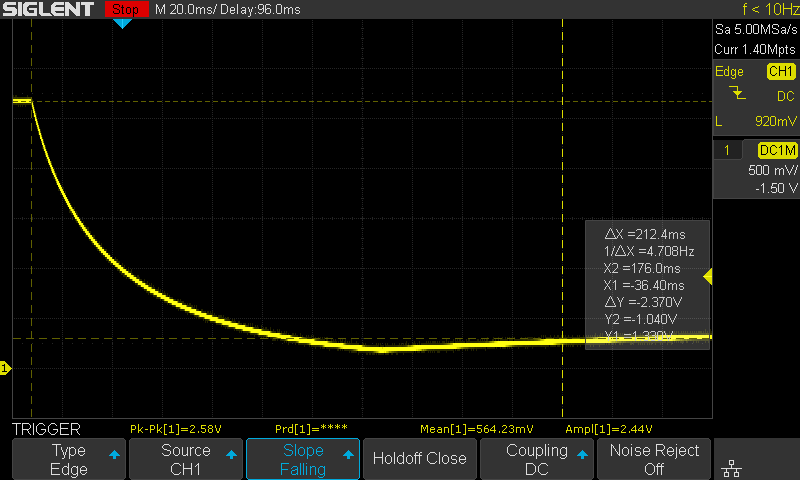 SIGLENT Stop M 20.0ms/ Delay:96.0ms f < 10Hz
Sa 5.00MSa/s
Curr 1.40Mpts
Edge CH1
DC
L 920mV
1 DC1M
500 mV/
-1.50 V
ΔX =212.4ms
1/ΔX =4.708Hz
X2 =176.0ms
X1 =-36.40ms
ΔY =-2.370V
Y2 =-1.040V
Y1 =1.330V
1
TRIGGER Pk-Pk[1]=2.58V Prd[1]=**** Mean[1]=564.23mV Ampl[1]=2.44V
Type
Edge
Source
CH1
Slope
Falling
Holdoff Close
Coupling
DC
Noise Reject
Off